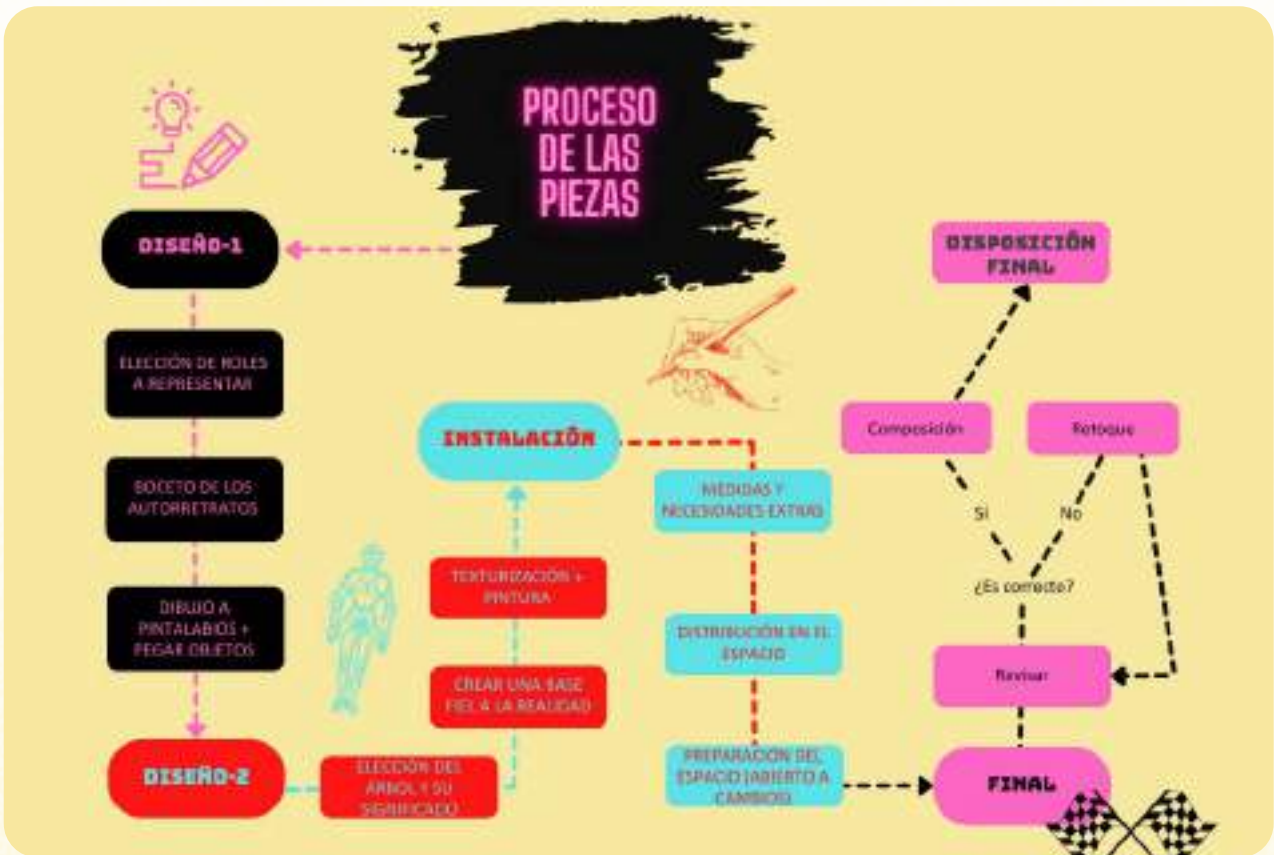 PROCESO
DE LAS
PIEZAS
DISEÑO-1
ELECCIÓN DE ROLES
A REPRESENTAR
BOCETO DE LOS
AUTORRETRATOS
DIBUJO A
PINTALABIOS +
PEGAR OBJETOS
DISEÑO-2
ELECCIÓN DEL
ÁRBOL Y SU
SIGNIFICADO
CREAR UNA BASE
FIEL A LA REALIDAD
TEXTURIZACIÓN +
PINTURA
INSTALACIÓN
MEDIDAS Y
NECESIDADES EXTRAS
DISTRIBUCIÓN EN EL
ESPACIO
PREPARACIÓN DEL
ESPACIO (ABIERTO A
CAMBIOS)
FINAL
Revisar
¿Es correcto?
Sí
No
Composición
Retoque
DISPOSICIÓN
FINAL